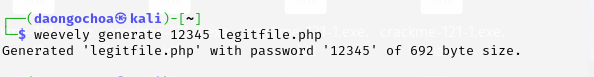 (daongochoa㉿kali)-[~]
$ weevely generate 12345 legitfile.php
Generated 'legitfile.php' with password '12345' of 692 byte size.